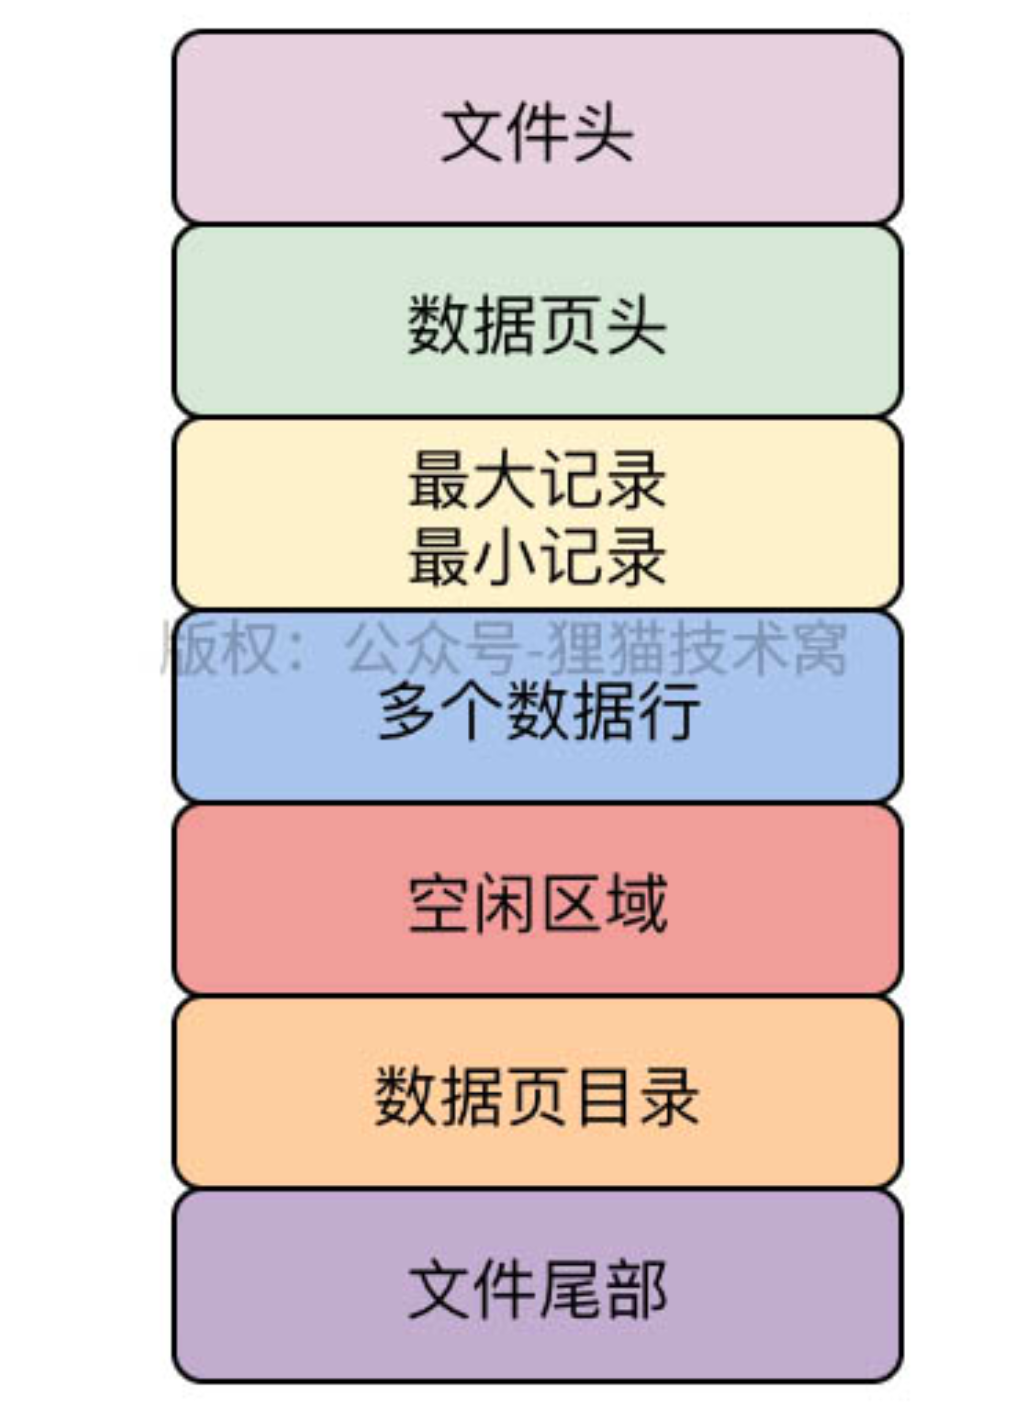 文件头
数据页头
最大记录
最小记录
版权：公众号-狸猫技术窝
多个数据行
空闲区域
数据页目录
文件尾部